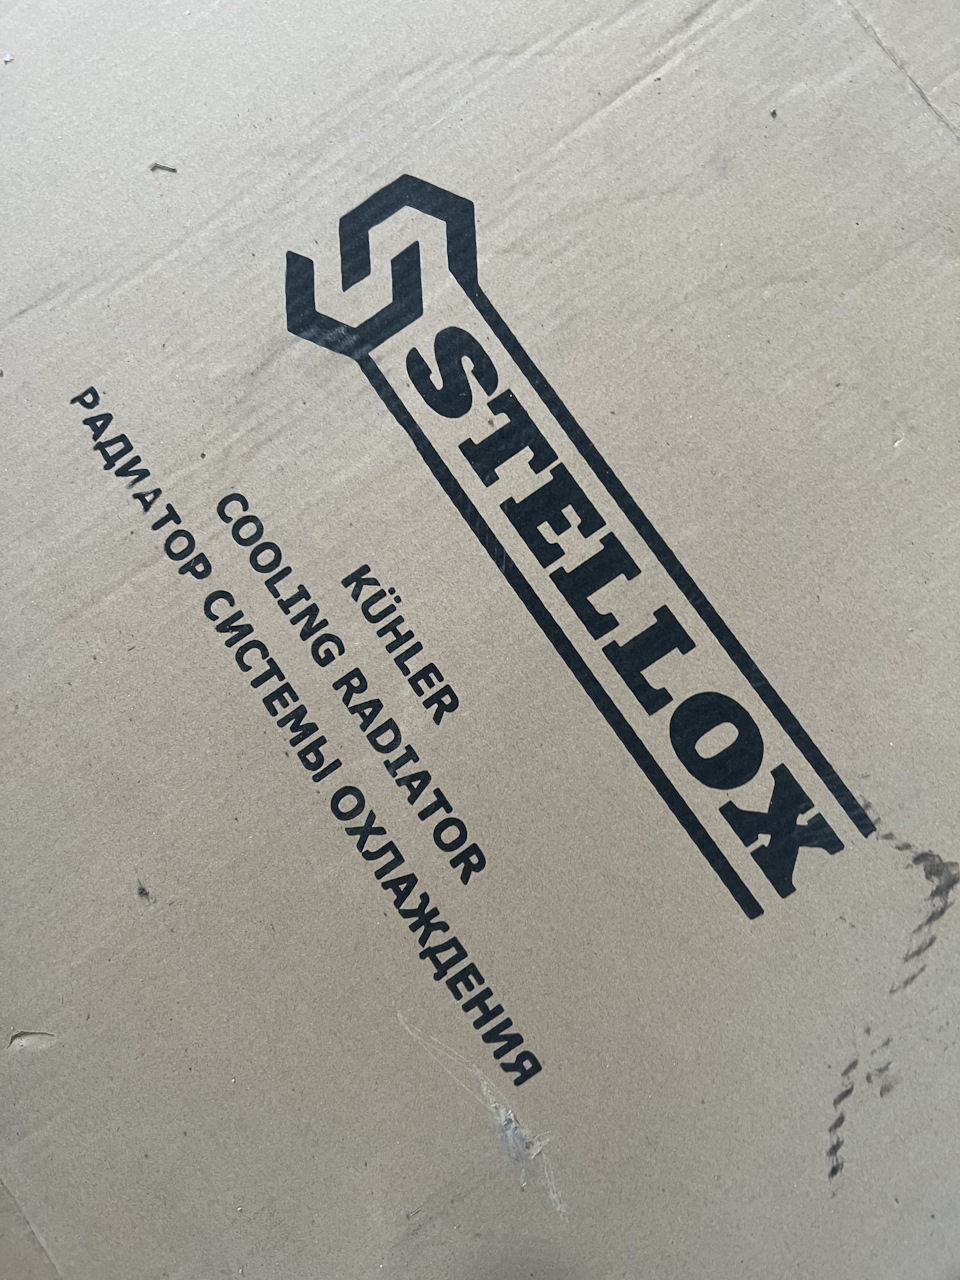 STELLOX
KÜHLER
COOLING RADIATOR
РАДИАТОР СИСТЕМЫ ОХЛАЖДЕНИЯ